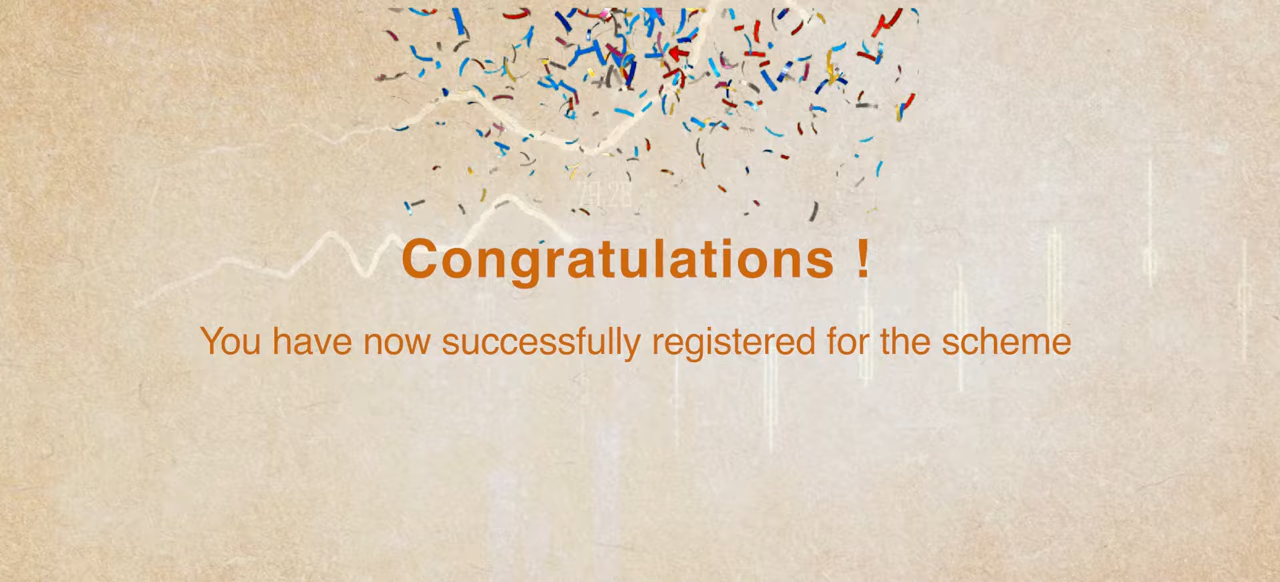 Congratulations !
You have now successfully registered for the scheme